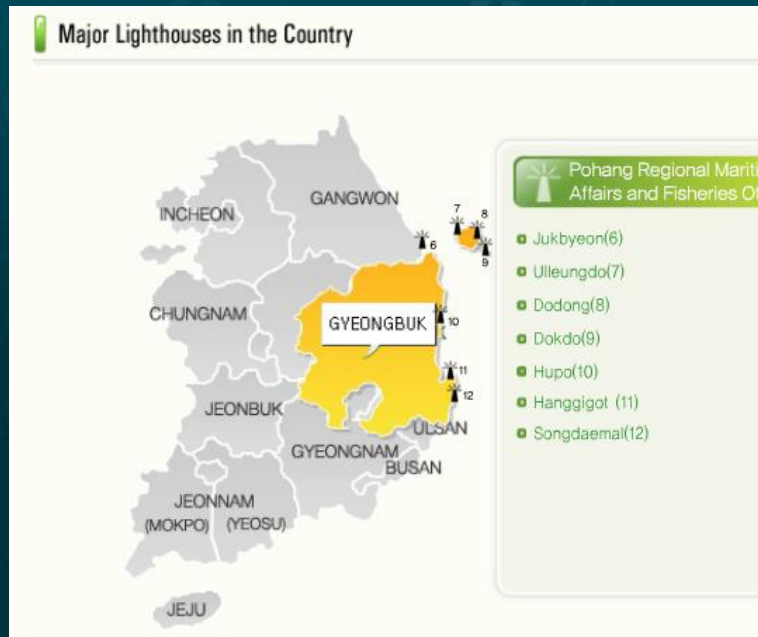 Major Lighthouses in the Country
GANGWON
INCHEON
7
8
6
9
CHUNGNAM
GYEONGBUK
10
11
12
JEONBUK
ULSAN
GYEONGNAM
BUSAN
JEONNAM
(MOKPO) (YEOSU)
JEJU
Pohang Regional Mariti
Affairs and Fisheries Of
Jukbyeon(6)
Ulleungdo(7)
Dodong(8)
Dokdo(9)
Hupo(10)
Hanggigot (11)
Songdaemal(12)